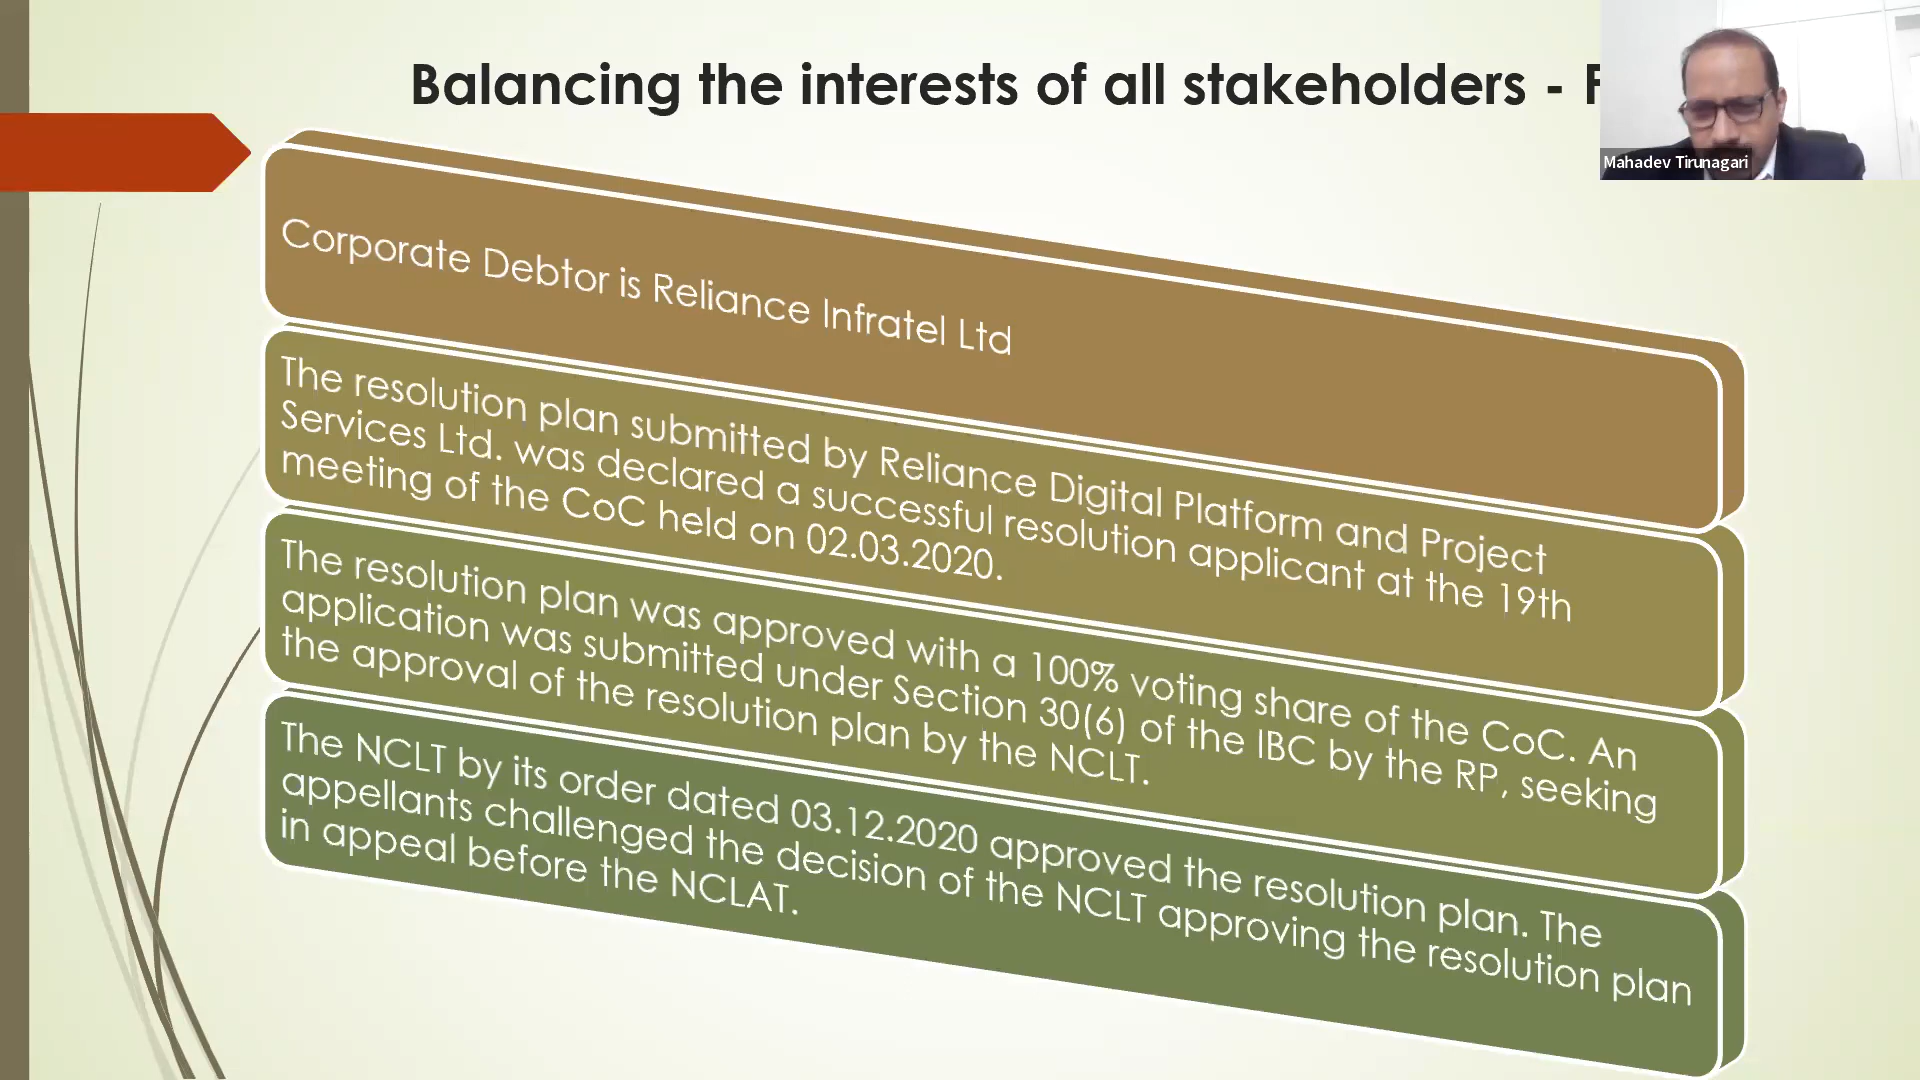 Balancing the interests of all stakeholders -
Mahadev Tirunagari
Corporate Debtor is Reliance Infratel Ltd
The resolution plan submitted by Reliance Digital Platform and Project
Services Ltd. was declared a successful resolution applicant at the 19th
meeting of the CoC held on 02.03.2020.
The resolution plan was approved with a 100% voting share of the CoC. An
application was submitted under Section 30(6) of the IBC by the RP, seeking
the approval of the resolution plan by the NCLT.
The NCLT by its order dated 03.12.2020 approved the resolution plan. The
appellants challenged the decision of the NCLT approving the resolution plan
in appeal before the NCLAT.